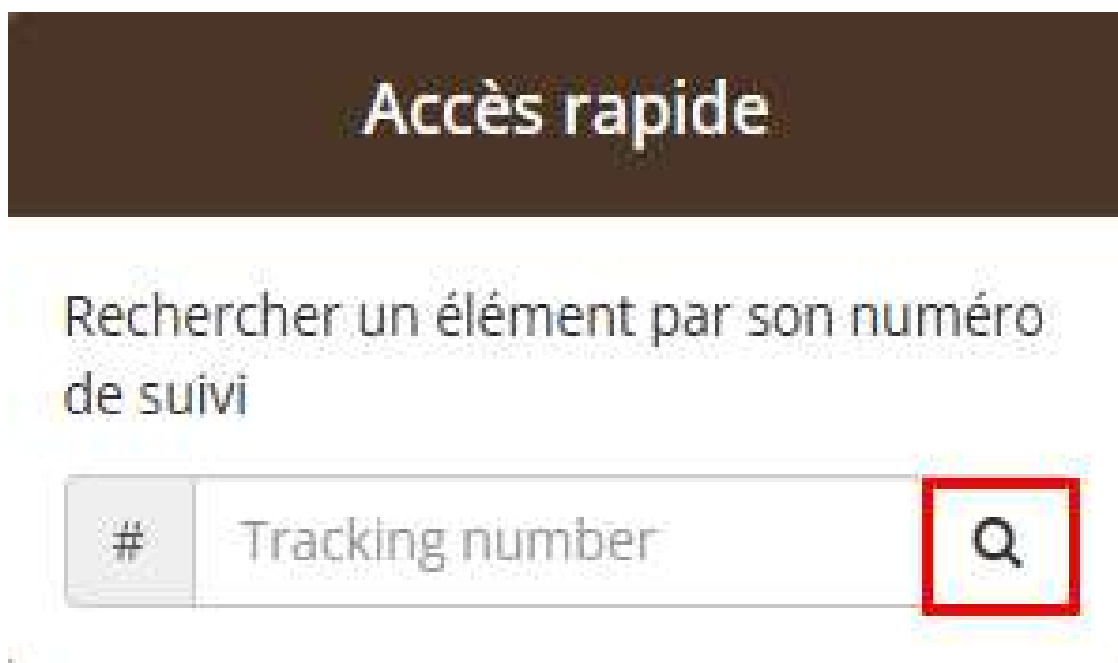 Accès rapide
Rechercher un élément par son numéro
de suivi
# Tracking number